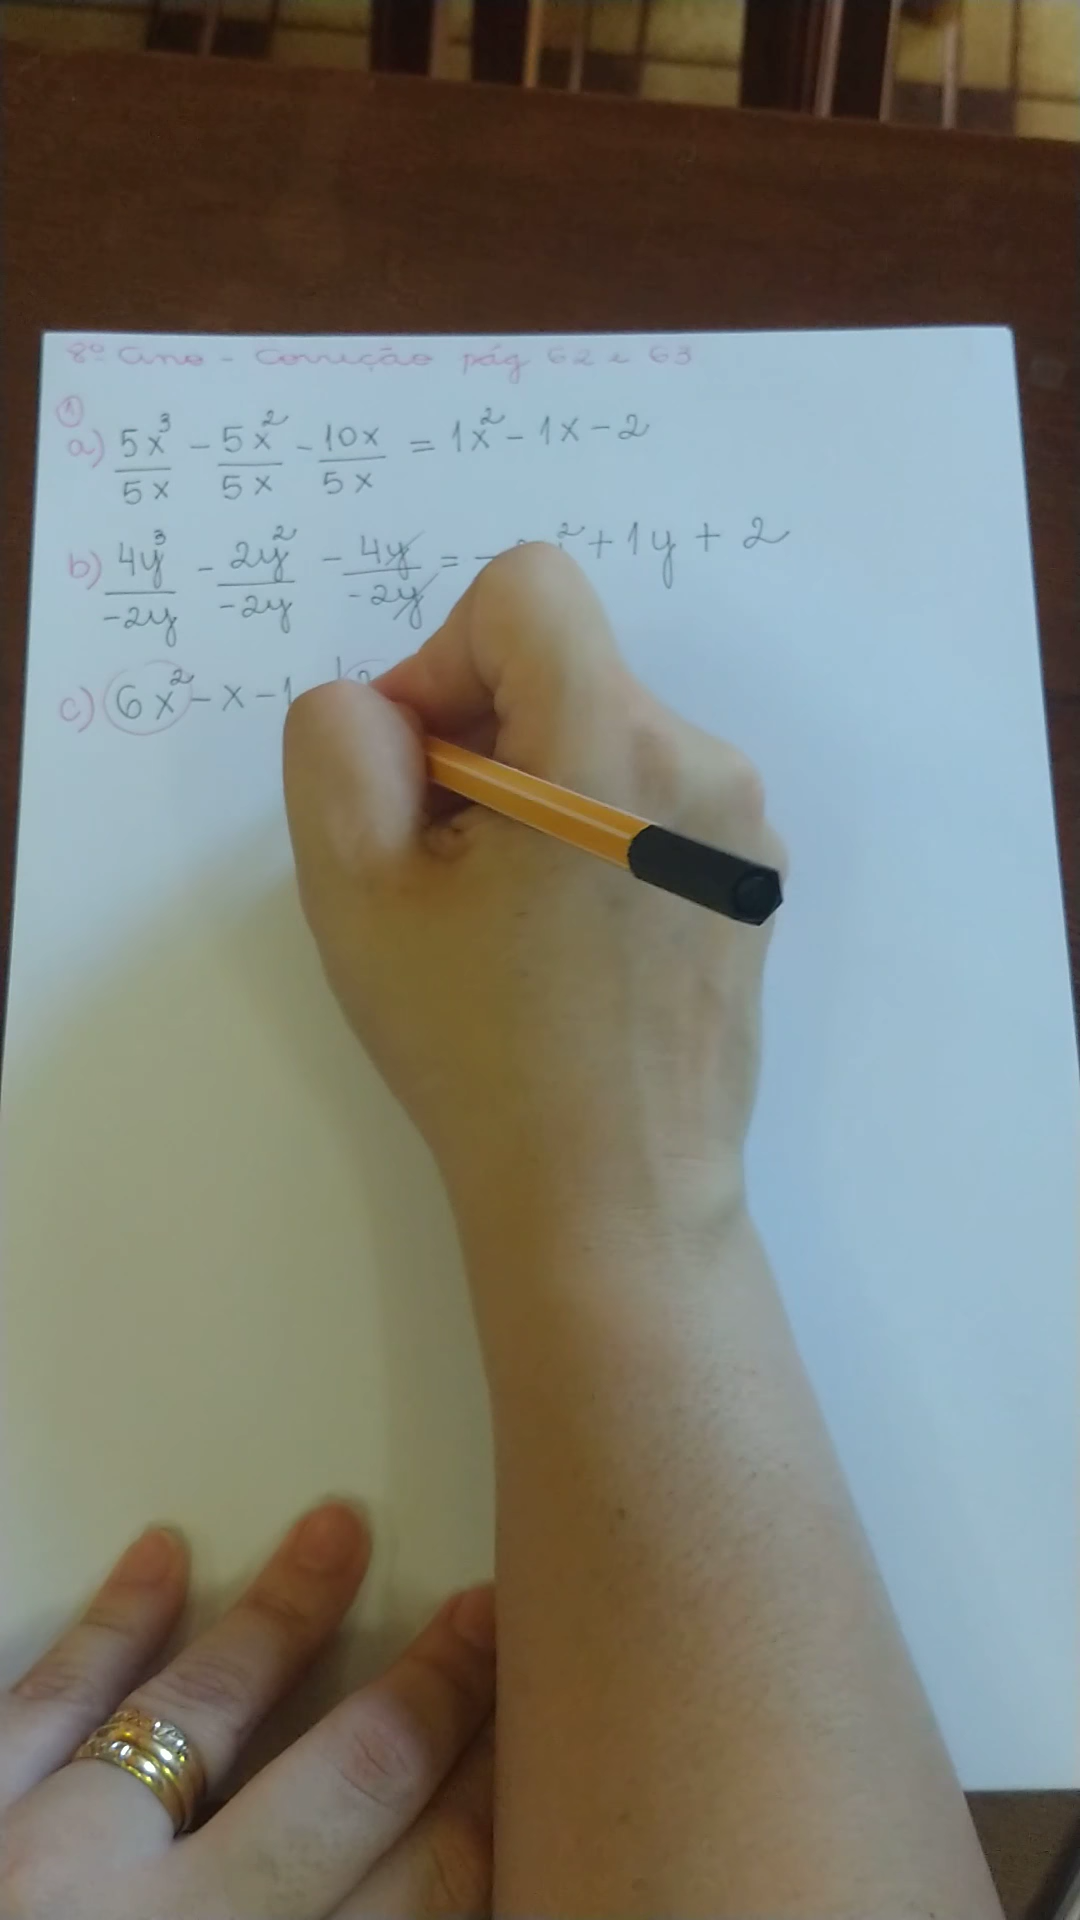 8º ano - Correção pág 62 e 63
①
a) 5x³/5x - 5x²/5x - 10x/5x = 1x² - 1x - 2
b) 4y³/-2y - 2y²/-2y - 4y/-2y = - ² + 1y + 2
c) 6x² - x - 1